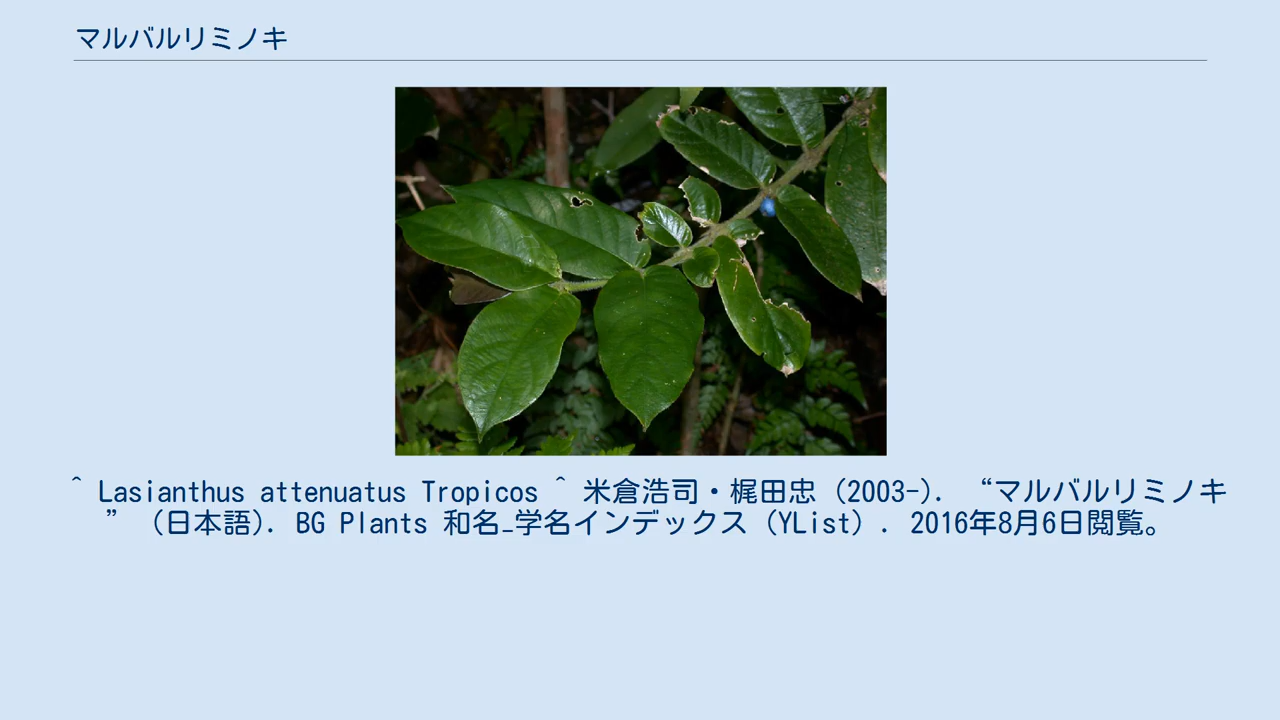 マルバルリミノキ
^ Lasianthus attenuatus Tropicos ^ 米倉浩司・梶田忠 (2003-). “マルバルリミノキ
” (日本語). BG Plants 和名−学名インデックス (YList) . 2016年8月6日閲覧。